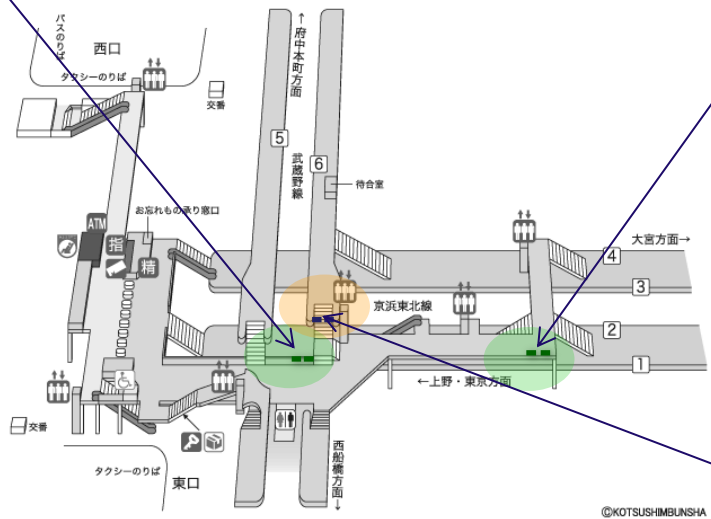 バスのりば
西口
タクシーのりば
交番
↑府中本町方面
5
武蔵野線
6
待合室
お忘れもの承り窓口
ATM
指
精
大宮方面→
4
3
京浜東北線
2
1
←上野・東京方面
交番
タクシーのりば
東口
西船橋方面→
©KOTSUSHIMBUNSHA